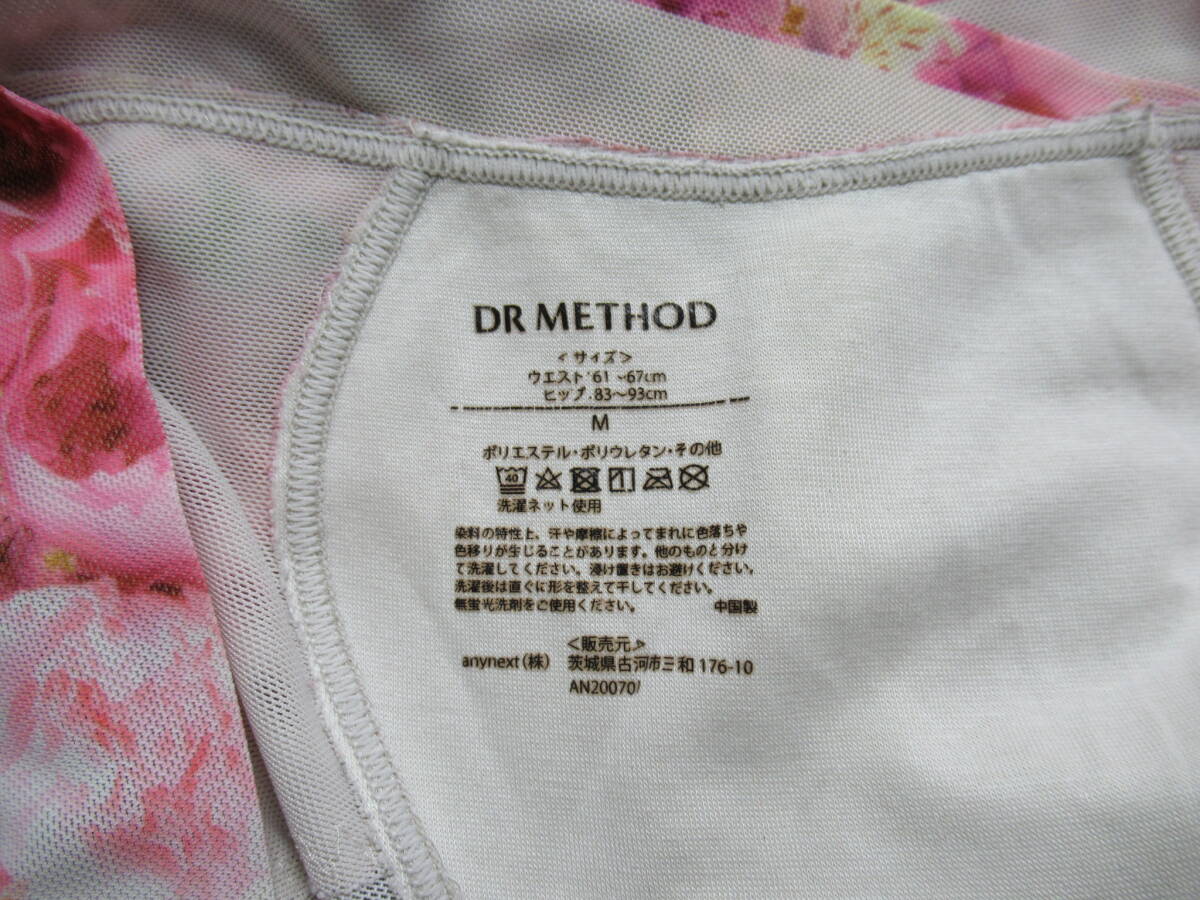 DR METHOD
<サイズ>
ウエスト:61~67cm
ヒップ:83~93cm
M
ポリエステル・ポリウレタン・その他
40
洗濯ネット使用
染料の特性上、汗や摩擦によってまれに色落ちや
色移りが生じることがあります。他のものと分け
て洗濯してください。浸け置きはお避けください。
洗濯後は直ぐに形を整えて干してください。
無蛍光洗剤をご使用ください。 中国製
<販売元>
anynext(株) 茨城県古河市三和176-10